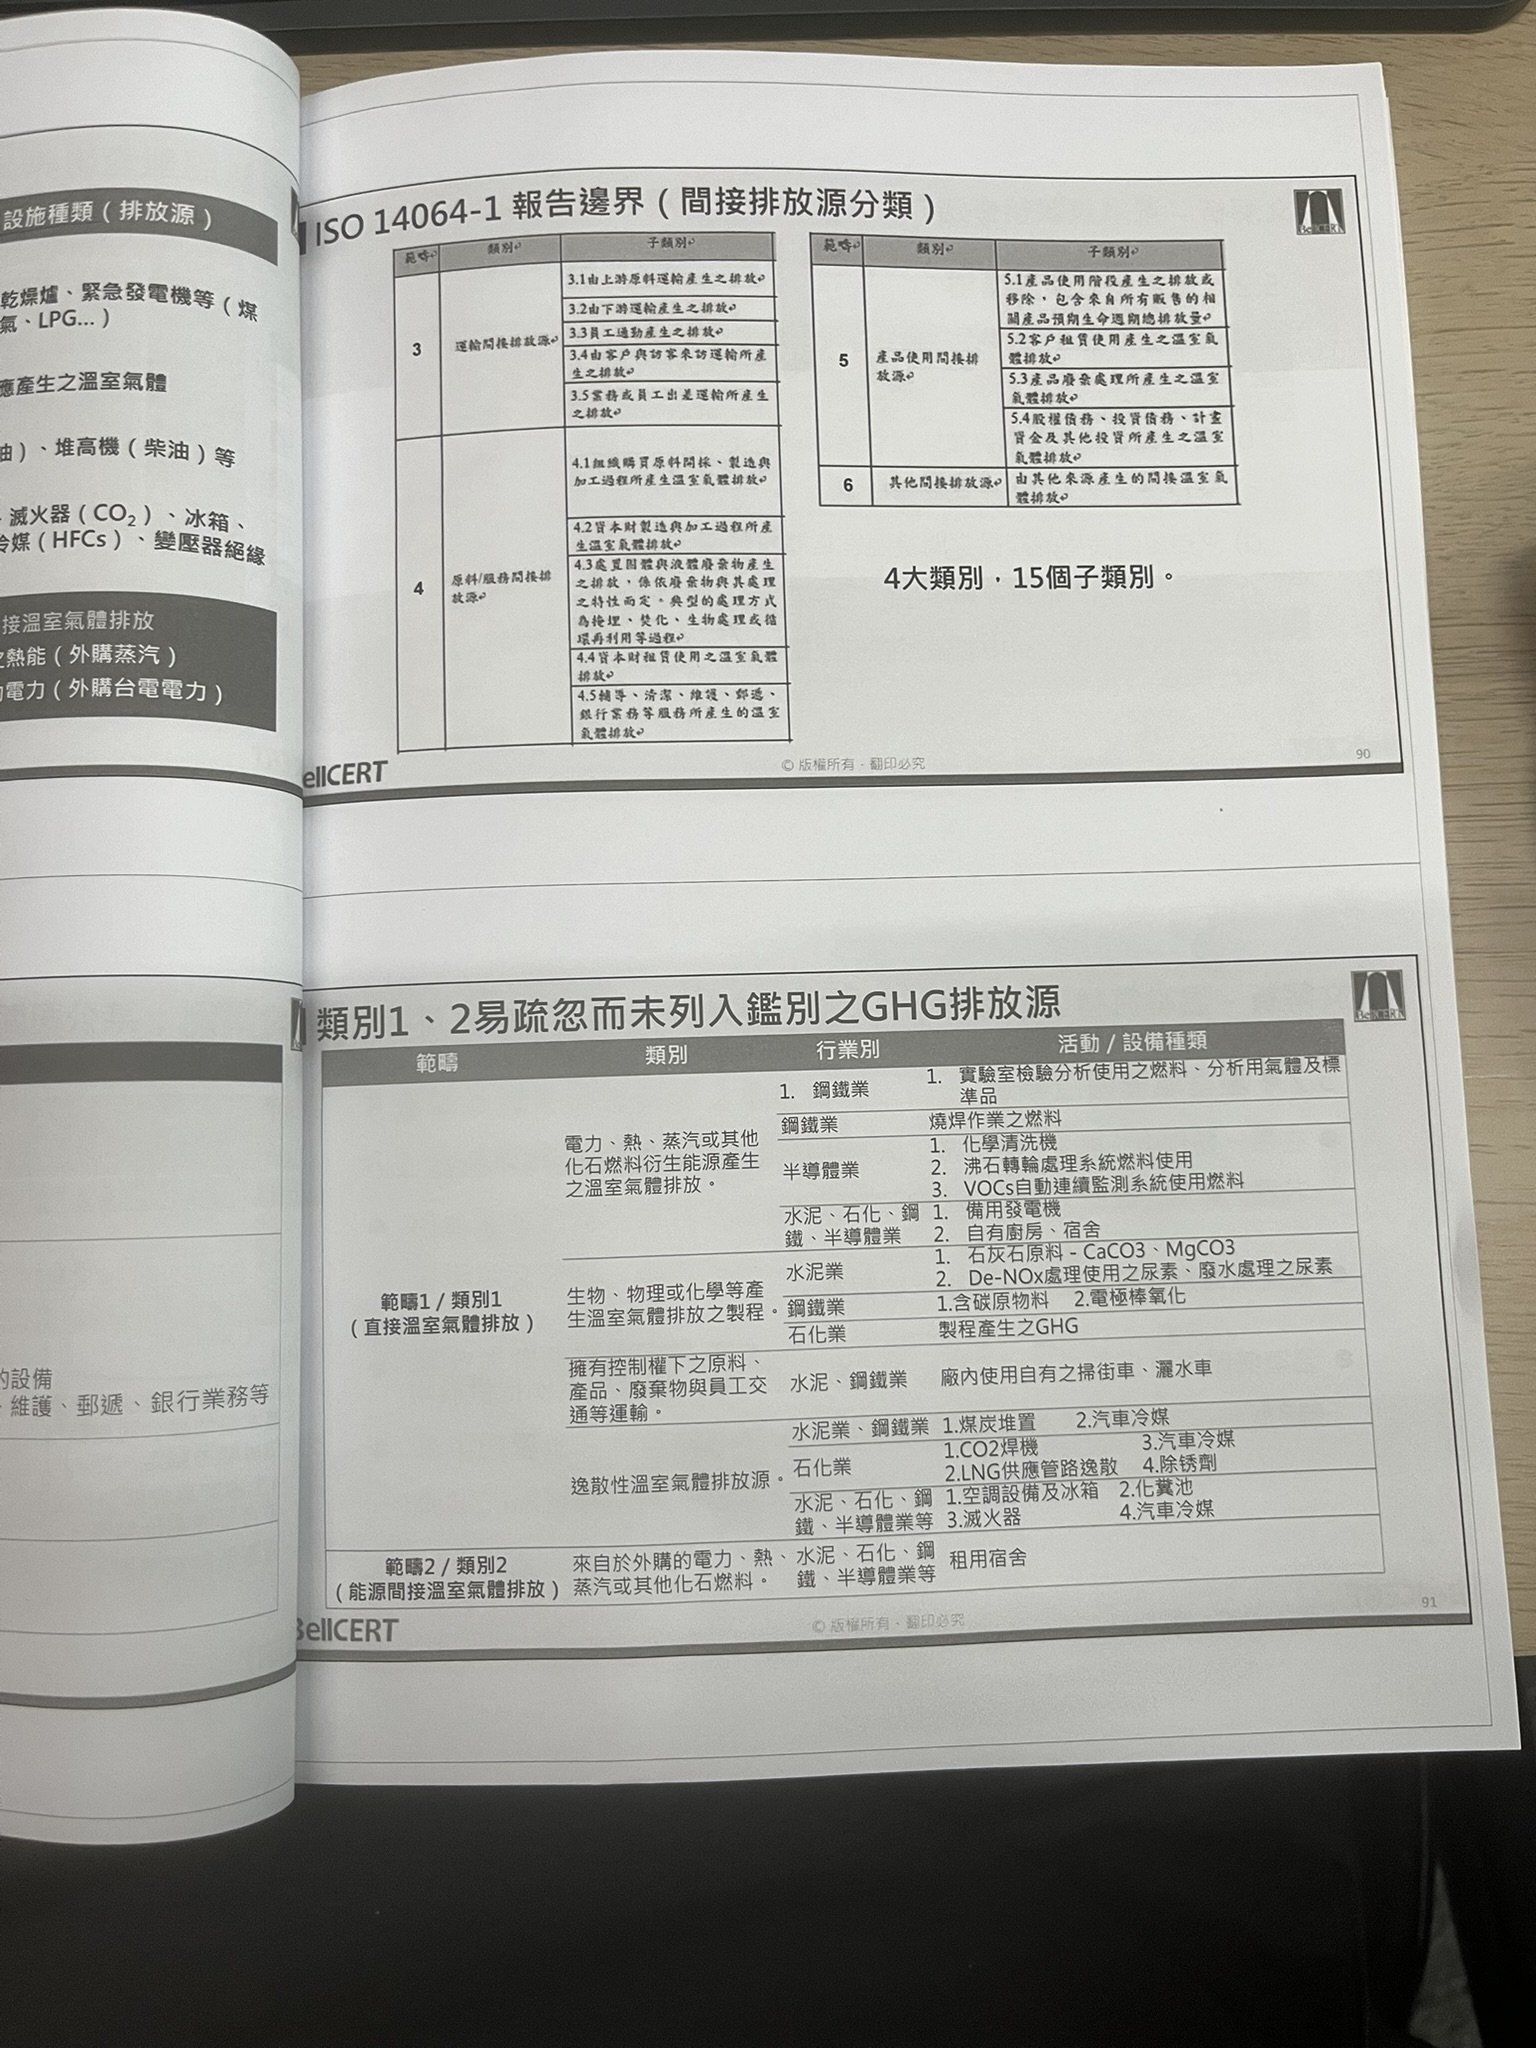 設施種類（排放源）
乾燥爐、緊急發電機等（煤
氣、LPG...）
應產生之溫室氣體
油）、堆高機（柴油）等
、滅火器（CO2）、冰箱、
冷媒（HFCs）、變壓器絕緣
接溫室氣體排放
之熱能（外購蒸汽）
電力（外購台電電力）
的設備
、維護、郵遞、銀行業務等
ISO 14064-1 報告邊界（間接排放源分類）
BellCERT
範疇 類別 子類別
3 運輸間接排放源
3.1由上游原料運輸產生之排放
3.2由下游運輸產生之排放
3.3員工通勤產生之排放
3.4由客戶與訪客來訪運輸所產
生之排放
3.5業務或員工出差運輸所產生
之排放
4 原料/服務間接排
放源
4.1組織購買原料開採、製造與
加工過程所產生溫室氣體排放
4.2資本財製造與加工過程所產
生溫室氣體排放
4.3處置固體與液體廢棄物產生
之排放，係依廢棄物與其處理
之特性而定。典型的處理方式
為掩埋、焚化、生物處理或循
環再利用等過程
4.4資本財租賃使用之溫室氣體
排放
4.5輔導、清潔、維護、郵遞、
銀行業務等服務所產生的溫室
氣體排放
範疇 類別 子類別
5 產品使用間接排
放源
5.1產品使用階段產生之排放或
移除，包含來自所有販售的相
關產品預期生命週期總排放量
5.2客戶租賃使用產生之溫室氣
體排放
5.3產品廢棄處理所產生之溫室
氣體排放
5.4股權債務、投資債務、計畫
資金及其他投資所產生之溫室
氣體排放
6 其他間接排放源
由其他來源產生的間接溫室氣
體排放
4大類別，15個子類別。
ellCERT
© 版權所有，翻印必究
90
類別1、2易疏忽而未列入鑑別之GHG排放源
BellCERT
範疇 類別 行業別 活動 / 設備種類
範疇1 / 類別1
（直接溫室氣體排放）
電力、熱、蒸汽或其他
化石燃料衍生能源產生
之溫室氣體排放。
1. 鋼鐵業
1. 實驗室檢驗分析使用之燃料、分析用氣體及標
準品
鋼鐵業 燒焊作業之燃料
半導體業
1. 化學清洗機
2. 沸石轉輪處理系統燃料使用
3. VOCs自動連續監測系統使用燃料
水泥、石化、鋼
鐵、半導體業
1. 備用發電機
2. 自有廚房、宿舍
生物、物理或化學等產
生溫室氣體排放之製程。
水泥業
1. 石灰石原料 - CaCO3、MgCO3
2. De-NOx處理使用之尿素、廢水處理之尿素
鋼鐵業 1.含碳原物料 2.電極棒氧化
石化業 製程產生之GHG
擁有控制權下之原料、
產品、廢棄物與員工交
通等運輸。
水泥、鋼鐵業 廠內使用自有之掃街車、灑水車
逸散性溫室氣體排放源。
水泥業、鋼鐵業 1.煤炭堆置 2.汽車冷媒
石化業
1.CO2焊機 3.汽車冷媒
2.LNG供應管路逸散 4.除锈劑
水泥、石化、鋼
鐵、半導體業等
1.空調設備及冰箱 2.化糞池
3.滅火器 4.汽車冷媒
範疇2 / 類別2
（能源間接溫室氣體排放）
來自於外購的電力、熱、
蒸汽或其他化石燃料。
水泥、石化、鋼
鐵、半導體業等
租用宿舍
BellCERT
© 版權所有、翻印必究
91